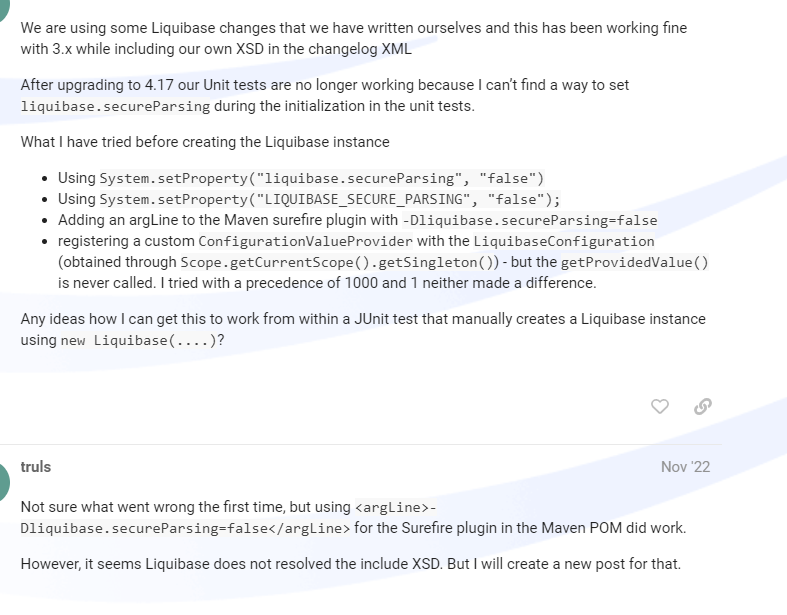 We are using some Liquibase changes that we have written ourselves and this has been working fine
with 3.x while including our own XSD in the changelog XML
After upgrading to 4.17 our Unit tests are no longer working because I can’t find a way to set
liquibase.secureParsing during the initialization in the unit tests.
What I have tried before creating the Liquibase instance
• Using System.setProperty("liquibase.secureParsing", "false")
• Using System.setProperty("LIQUIBASE_SECURE_PARSING", "false");
• Adding an argLine to the Maven surefire plugin with -Dliquibase.secureParsing=false
• registering a custom ConfigurationValueProvider with the LiquibaseConfiguration
(obtained through Scope.getCurrentScope().getSingleton()) - but the getProvidedValue()
is never called. I tried with a precedence of 1000 and 1 neither made a difference.
Any ideas how I can get this to work from within a JUnit test that manually creates a Liquibase instance
using new Liquibase(....)?
truls Nov '22
Not sure what went wrong the first time, but using <argLine>-
Dliquibase.secureParsing=false</argLine> for the Surefire plugin in the Maven POM did work.
However, it seems Liquibase does not resolved the include XSD. But I will create a new post for that.